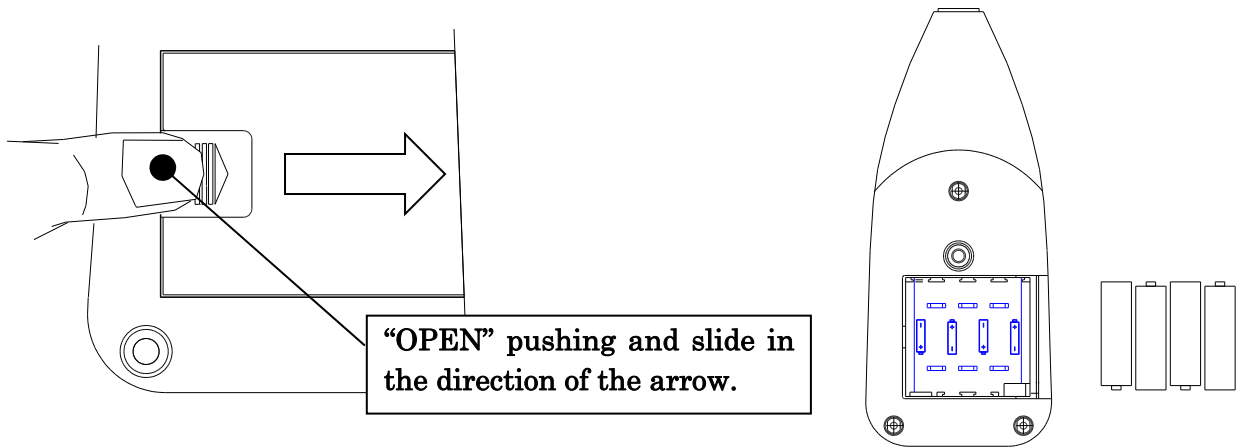 “OPEN” pushing and slide in
the direction of the arrow.